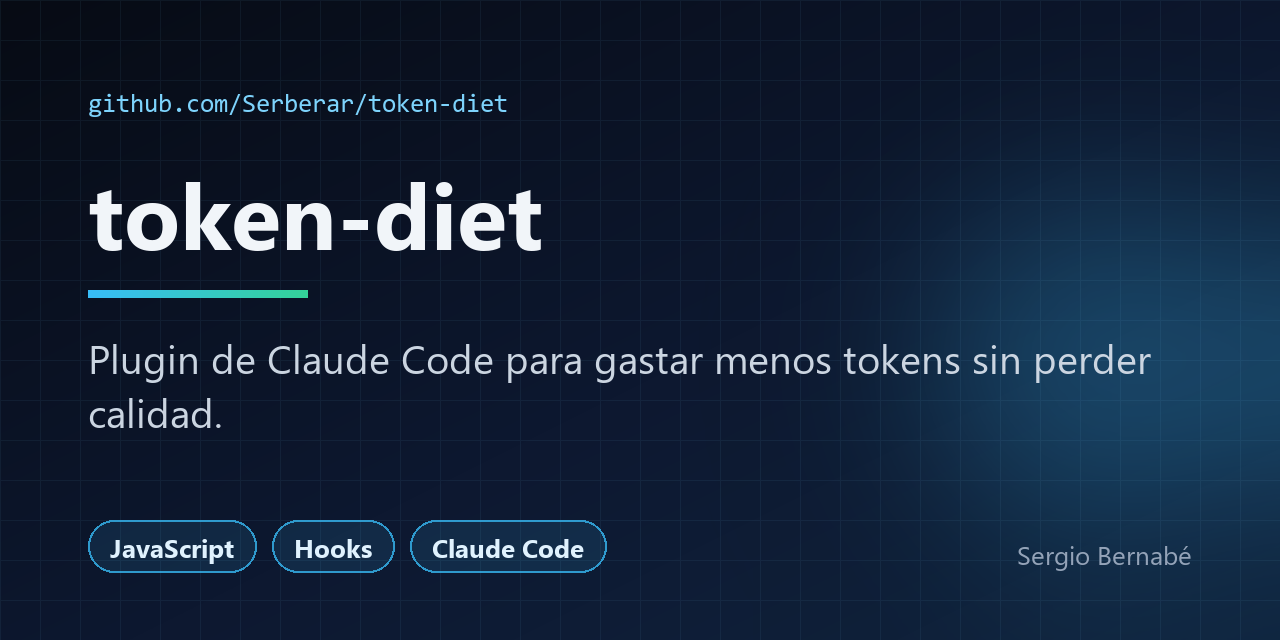 github.com/Serberar/token-diet
token-diet
Plugin de Claude Code para gastar menos tokens sin perder
calidad.
JavaScript
Hooks
Claude Code
Sergio Bernabé